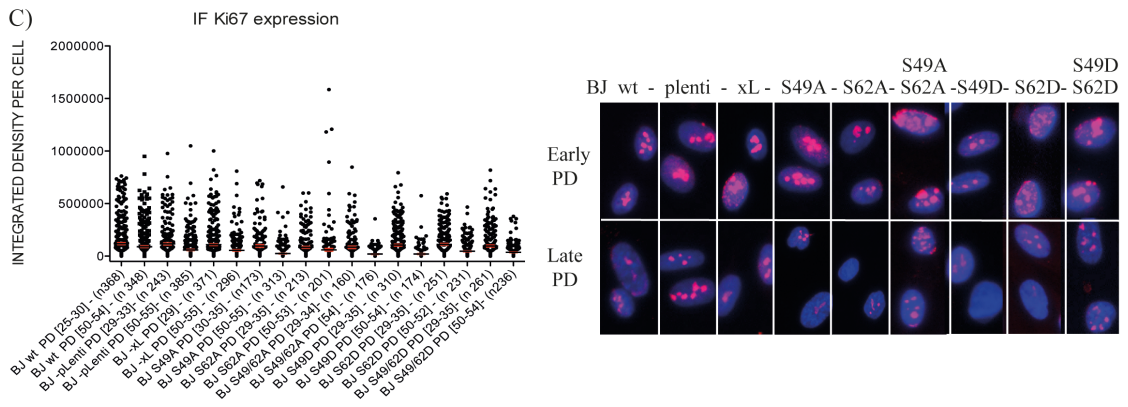 C)
IF Ki67 expression
INTEGRATED DENSITY PER CELL
2000000
1500000
1000000
500000
0
BJ wt PD [25-30] - (n368)
BJ wt PD [50-54] - (n 348)
BJ -pLenti PD [29-33] - (n 243)
BJ -pLenti PD [50-55] - (n 385)
BJ -xL PD [29] - (n 371)
BJ -xL PD [50-55] - (n 296)
BJ S49A PD [30-35] - (n173)
BJ S49A PD [50-55] - (n 313)
BJ S62A PD [29-35] - (n 213)
BJ S62A PD [50-53] - (n 201)
BJ S49/62A PD [29-34] - (n 160)
BJ S49/62A PD [54] - (n 176)
BJ S49D PD [29-35] - (n 310)
BJ S49D PD [50-54] - (n 174)
BJ S62D PD [29-35] - (n 251)
BJ S62D PD [50-52] - (n 231)
BJ S49/62D PD [29-35] - (n 261)
BJ S49/62D PD [50-54] - (n236)
S49A S49D
BJ wt - plenti - xL - S49A - S62A- S62A -S49D- S62D- S62D
Early
PD
Late
PD